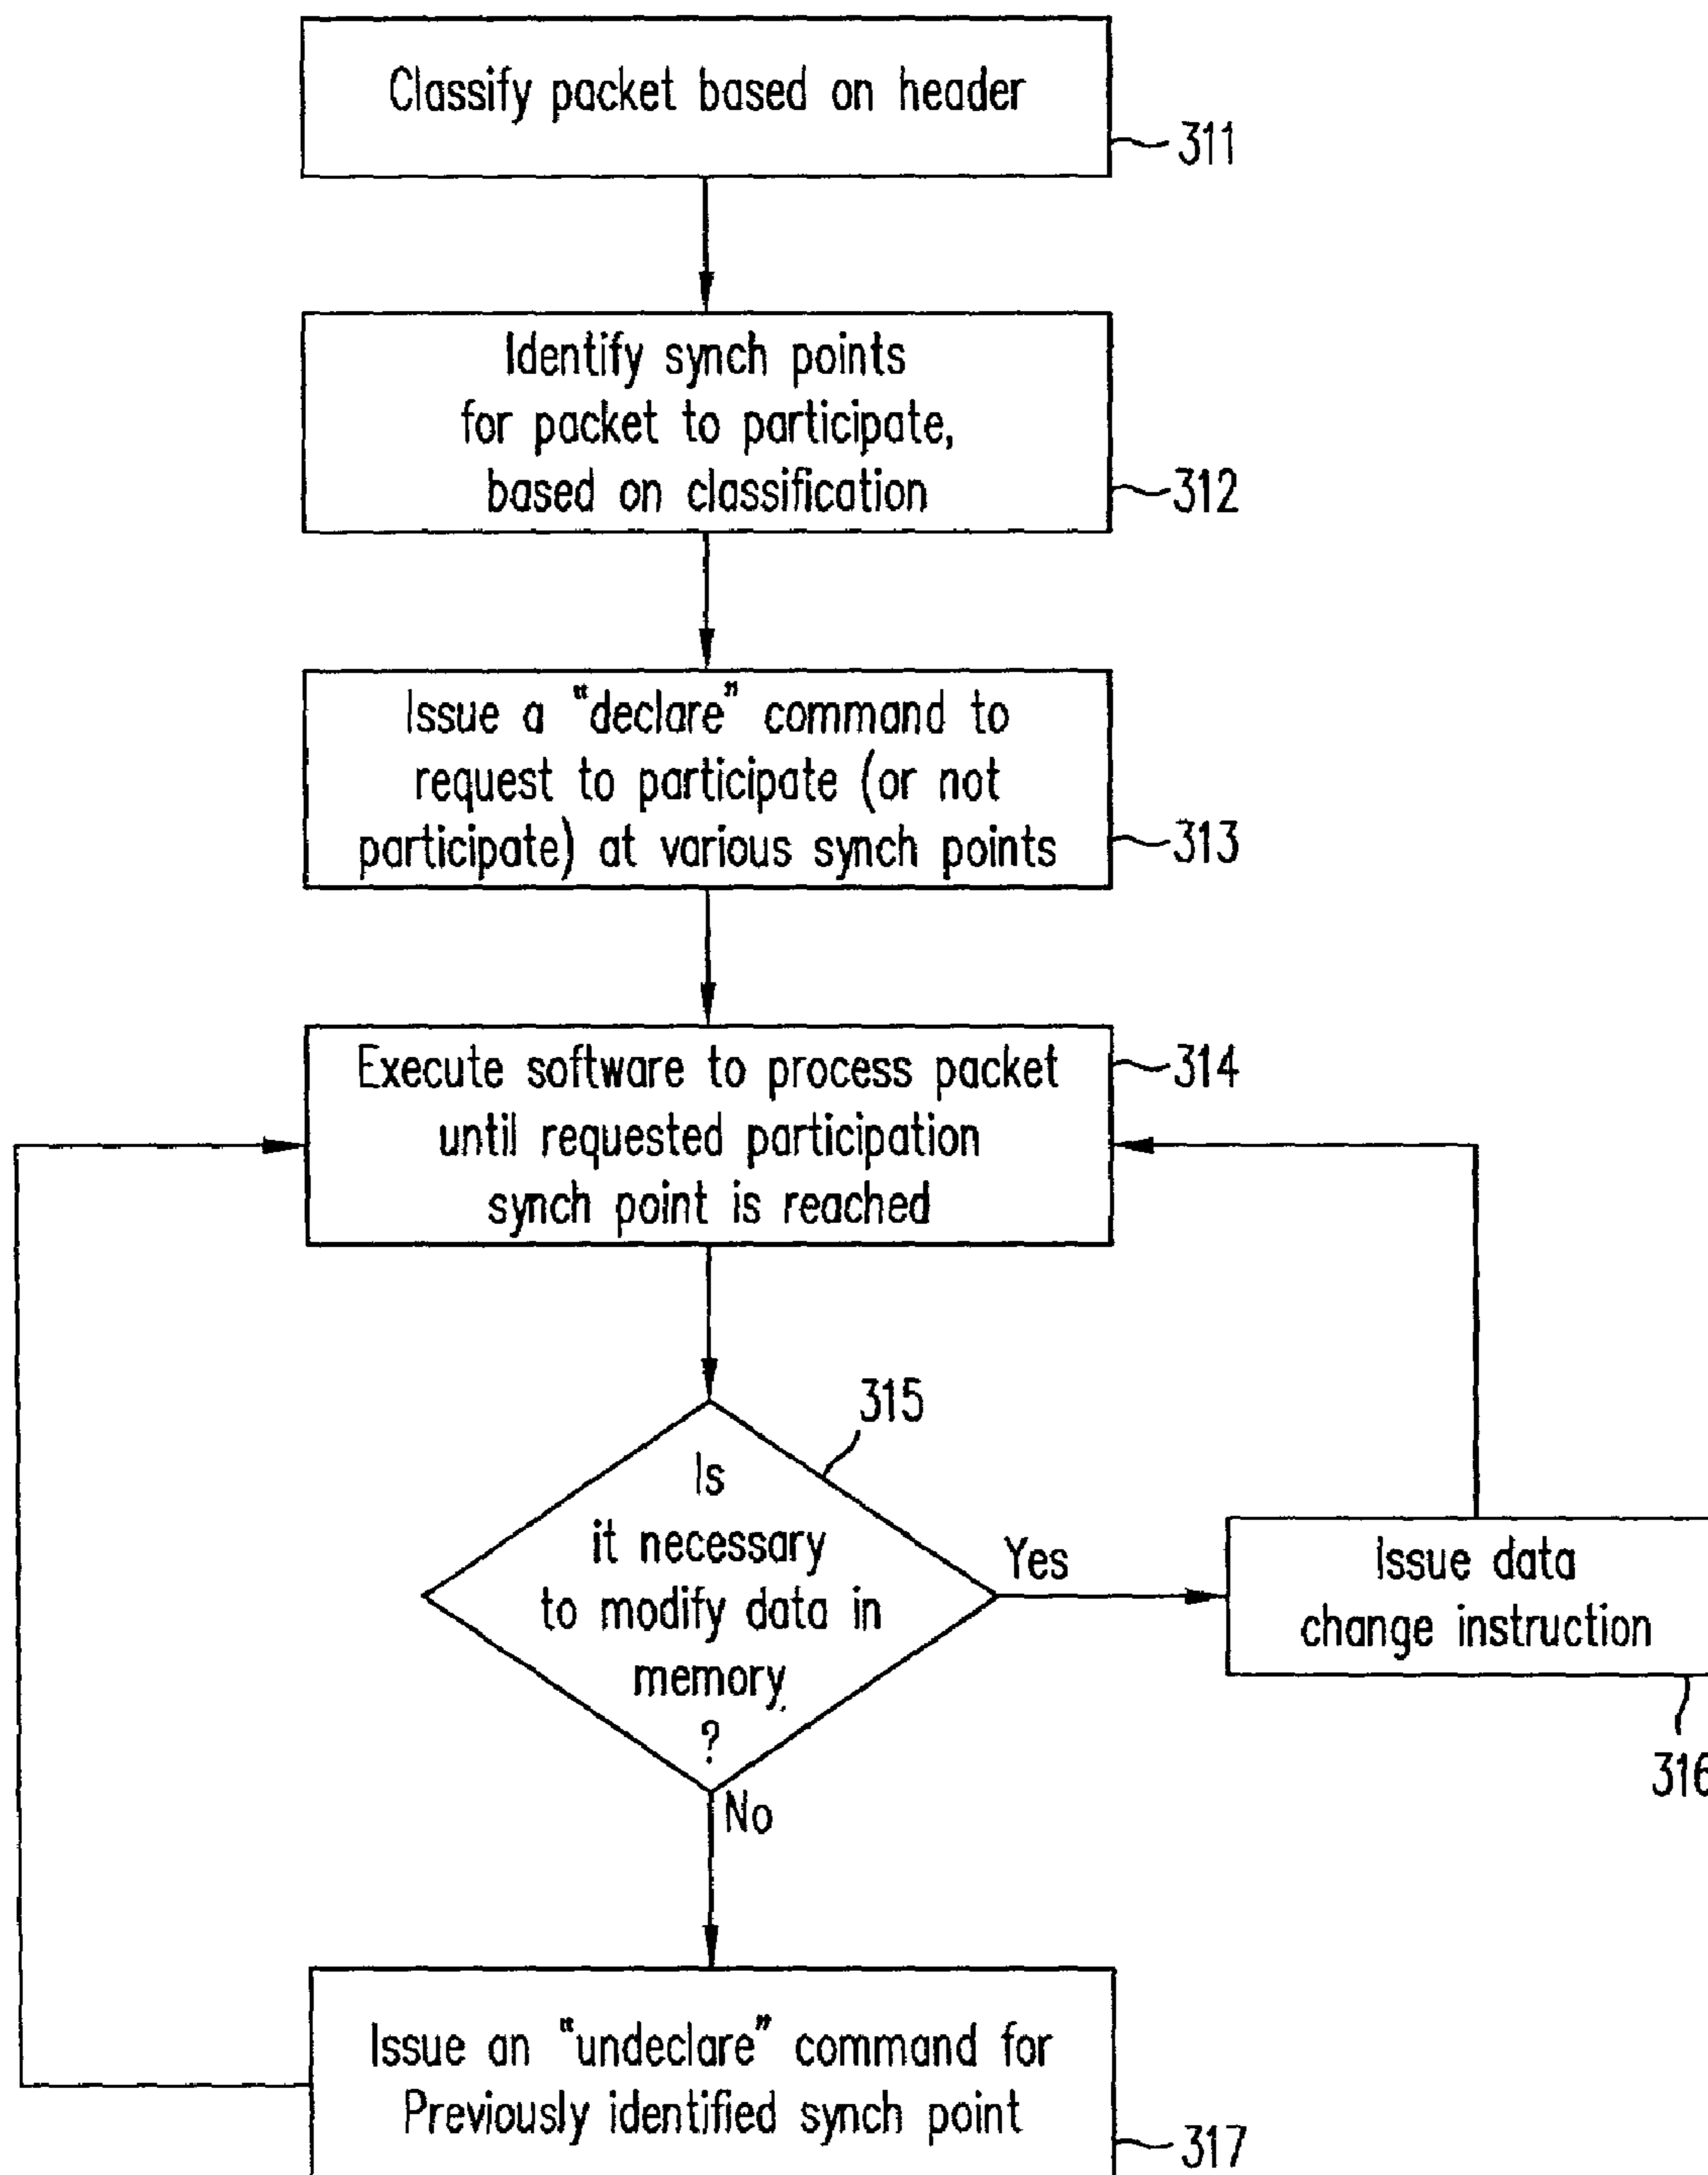 Classify packet based on header
311
Identify synch points
for packet to participate,
based on classification
312
Issue a "declare" command to
request to participate (or not
participate) at various synch points
313
Execute software to process packet
until requested participation
synch point is reached
314
315
Is
it necessary
to modify data in
memory
?
Yes
Issue data
change instruction
316
No
Issue an "undeclare" command for
Previously identified synch point
317